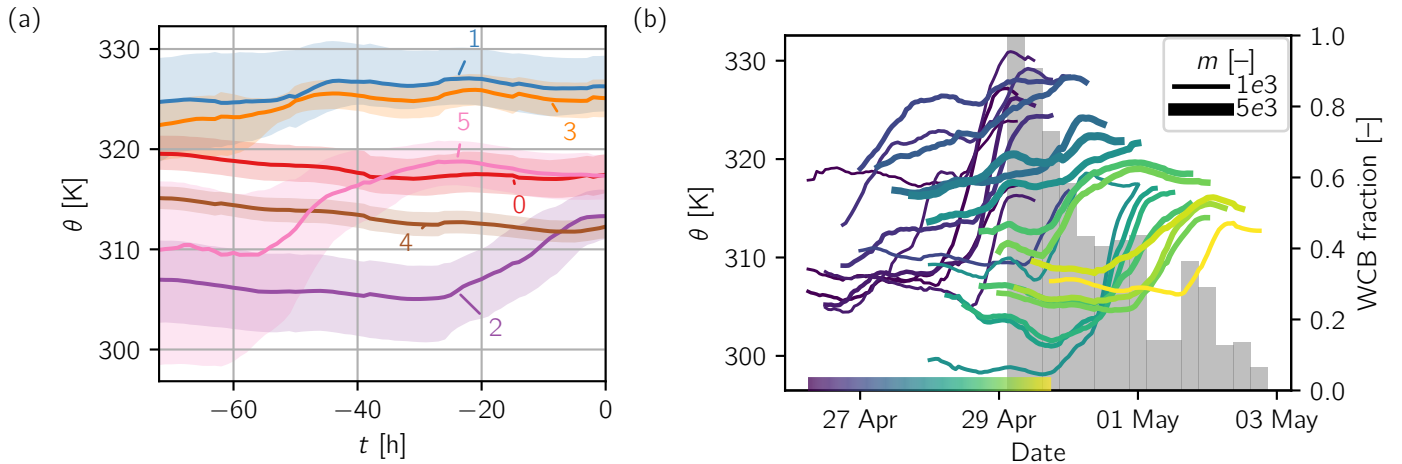 (a)
330
320
310
300
θ [K]
1
3
5
0
4
2
−60
−40
−20
0
t [h]
(b)
330
320
310
300
θ [K]
m [–]
1e3
5e3
1.0
0.8
0.6
0.4
0.2
0.0
WCB fraction [–]
27 Apr
29 Apr
01 May
03 May
Date